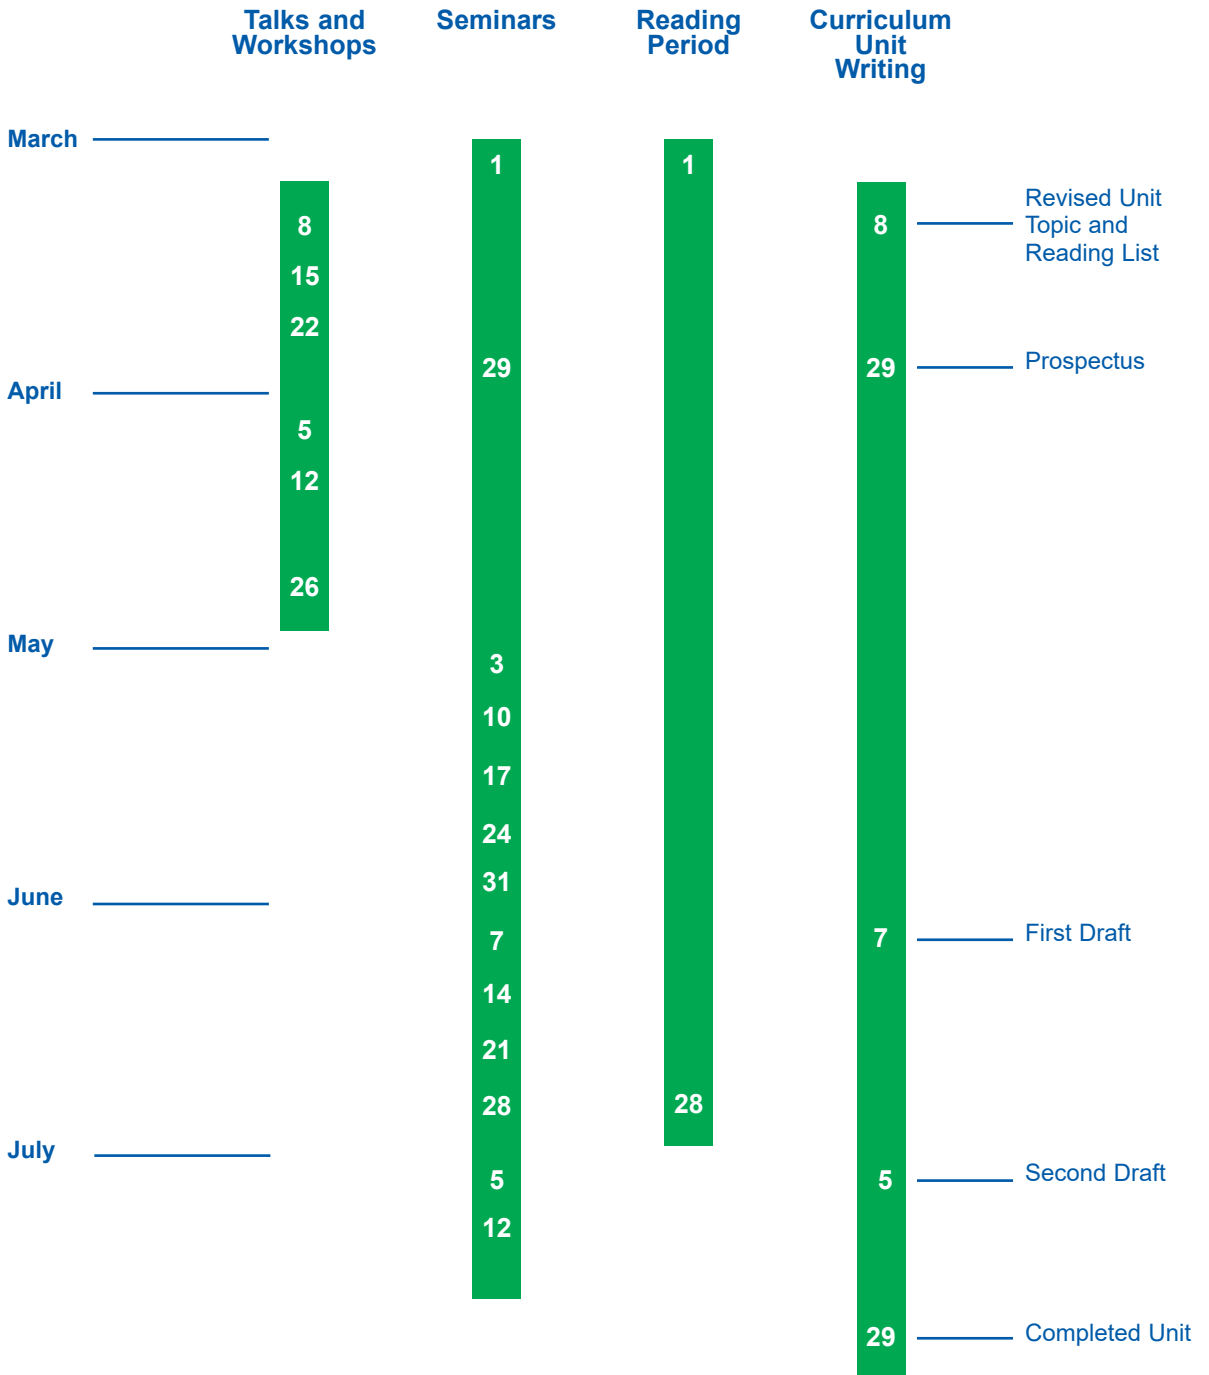 Talks and
Workshops
Seminars
Reading
Period
Curriculum
Unit
Writing
March
1
1
8
8
Revised Unit
Topic and
Reading List
15
22
29
29
Prospectus
April
5
12
26
May
3
10
17
24
31
June
7
7
First Draft
14
21
28
28
July
5
5
Second Draft
12
29
Completed Unit